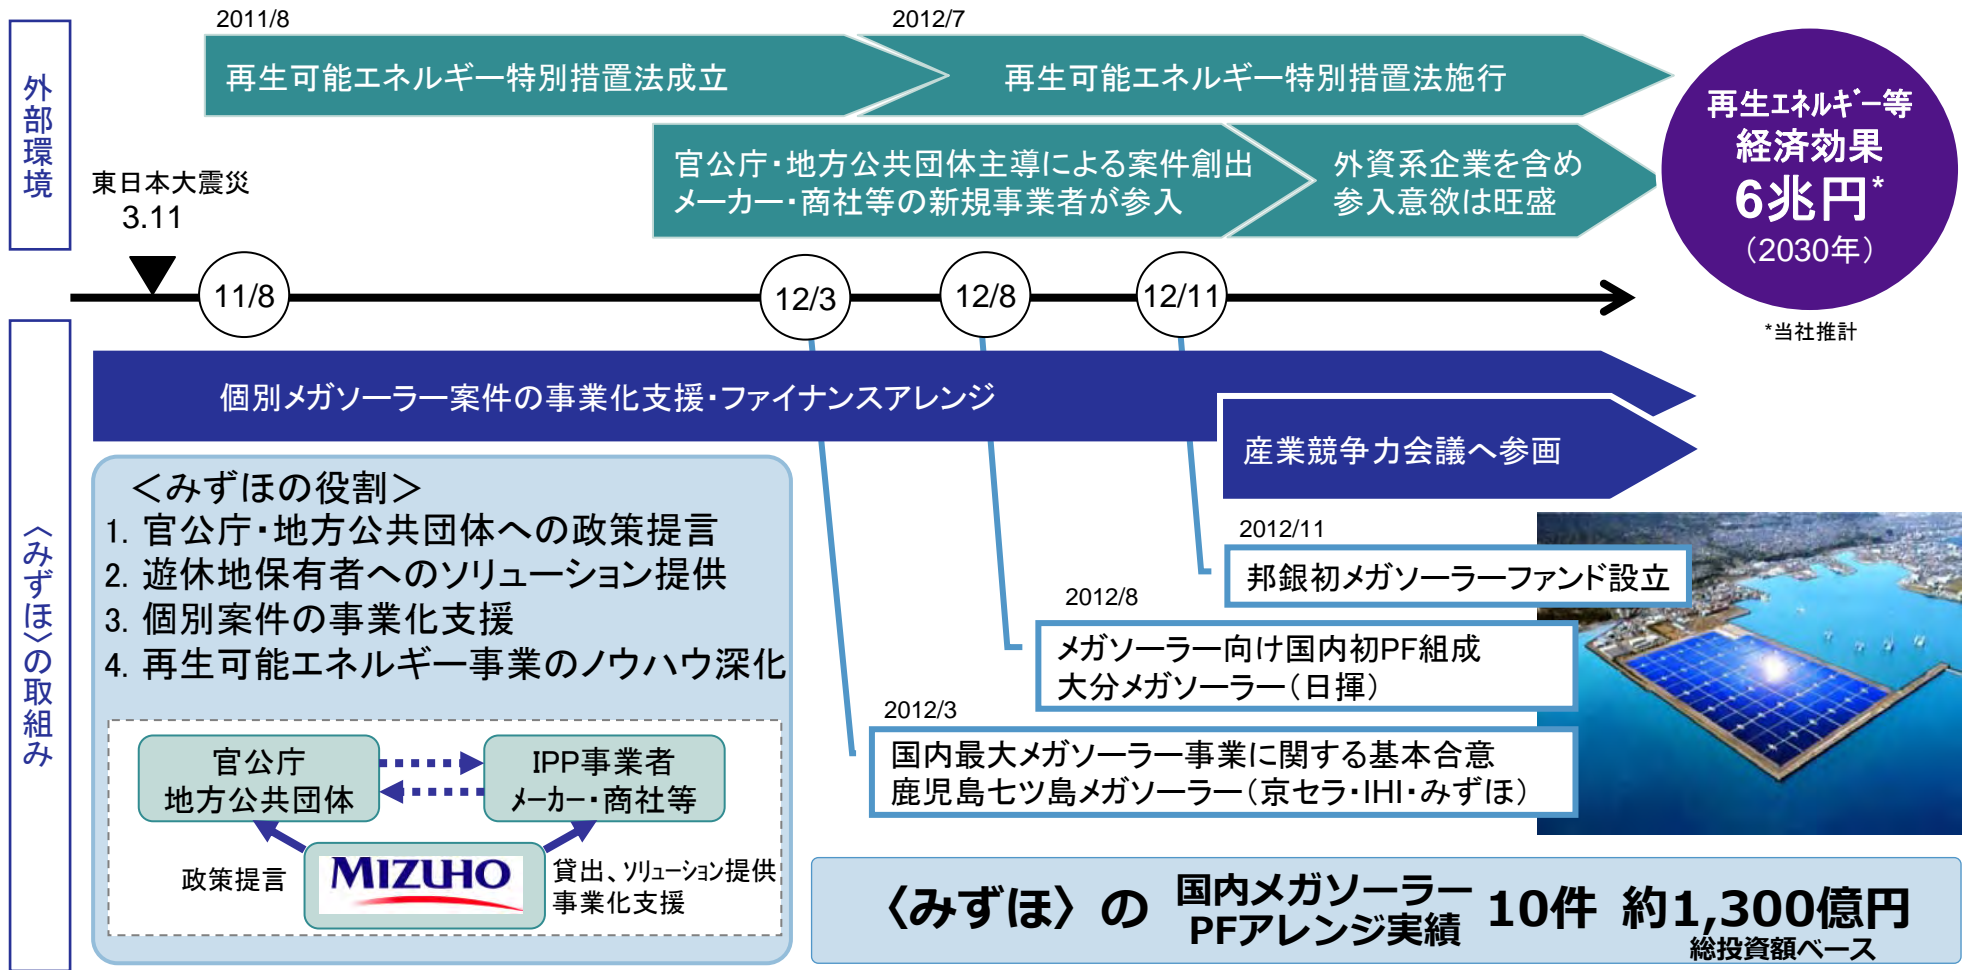 外部環境
2011/8
2012/7
再生可能エネルギー特別措置法成立
再生可能エネルギー特別措置法施行
官公庁・地方公共団体主導による案件創出
メーカー・商社等の新規事業者が参入
外資系企業を含め
参入意欲は旺盛
再生エネルギー等
経済効果
6兆円*
（2030年）
*当社推計
東日本大震災
3.11
11/8
12/3
12/8
12/11
〈みずほ〉の取組み
個別メガソーラー案件の事業化支援・ファイナンスアレンジ
産業競争力会議へ参画
＜みずほの役割＞
1. 官公庁・地方公共団体への政策提言
2. 遊休地保有者へのソリューション提供
3. 個別案件の事業化支援
4. 再生可能エネルギー事業のノウハウ深化
官公庁
地方公共団体
IPP事業者
メーカー・商社等
政策提言
MIZUHO
貸出、ソリューション提供
事業化支援
2012/11
邦銀初メガソーラーファンド設立
2012/8
メガソーラー向け国内初PF組成
大分メガソーラー（日揮）
2012/3
国内最大メガソーラー事業に関する基本合意
鹿児島七ツ島メガソーラー（京セラ・IHI・みずほ）
〈みずほ〉の
国内メガソーラー
PFアレンジ実績
10件 約1,300億円
総投資額ベース